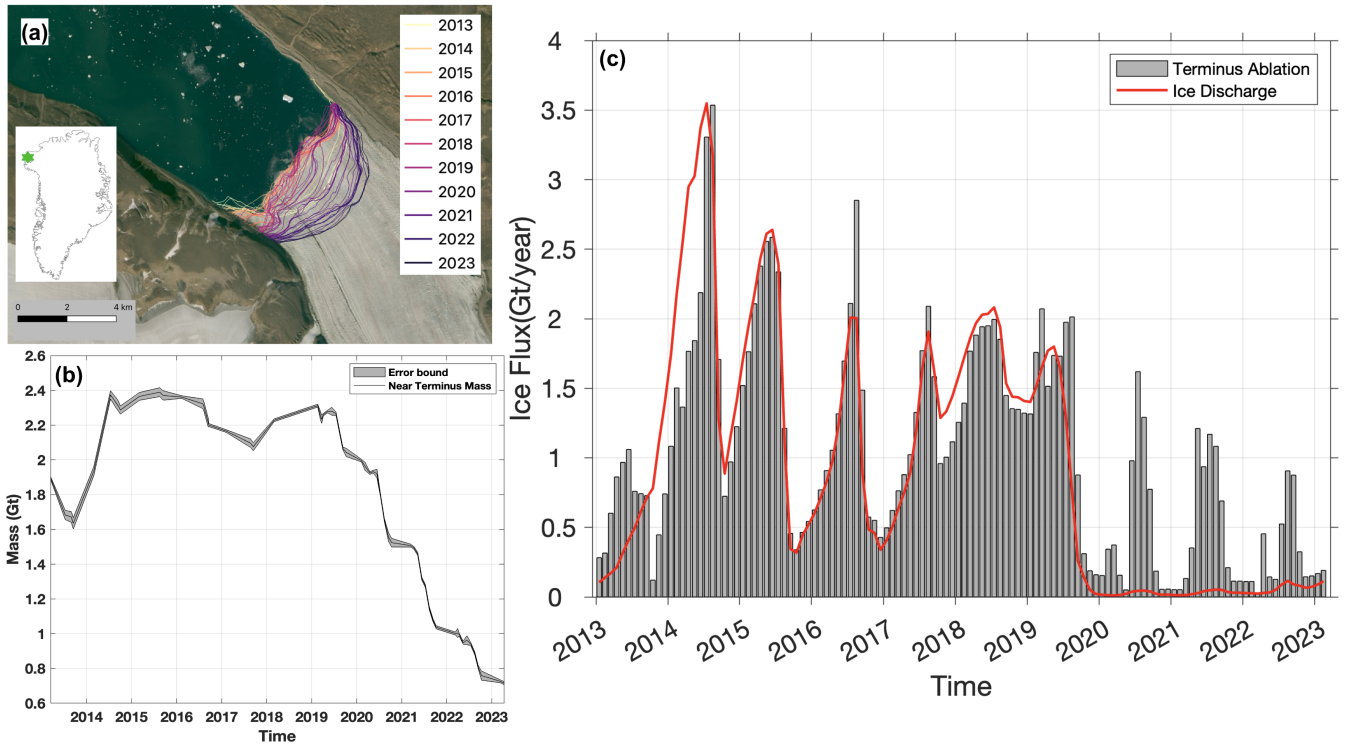 (a)
2013
2014
2015
2016
2017
2018
2019
2020
2021
2022
2023
0 2 4 km
(b)
2.6
2.4
2.2
2
1.8
1.6
1.4
1.2
1
0.8
0.6
Mass (Gt)
Error bound
Near Terminus Mass
2014 2015 2016 2017 2018 2019 2020 2021 2022 2023
Time
(c)
4
3.5
3
2.5
2
1.5
1
0.5
0
Ice Flux(Gt/year)
Terminus Ablation
Ice Discharge
2013 2014 2015 2016 2017 2018 2019 2020 2021 2022 2023
Time